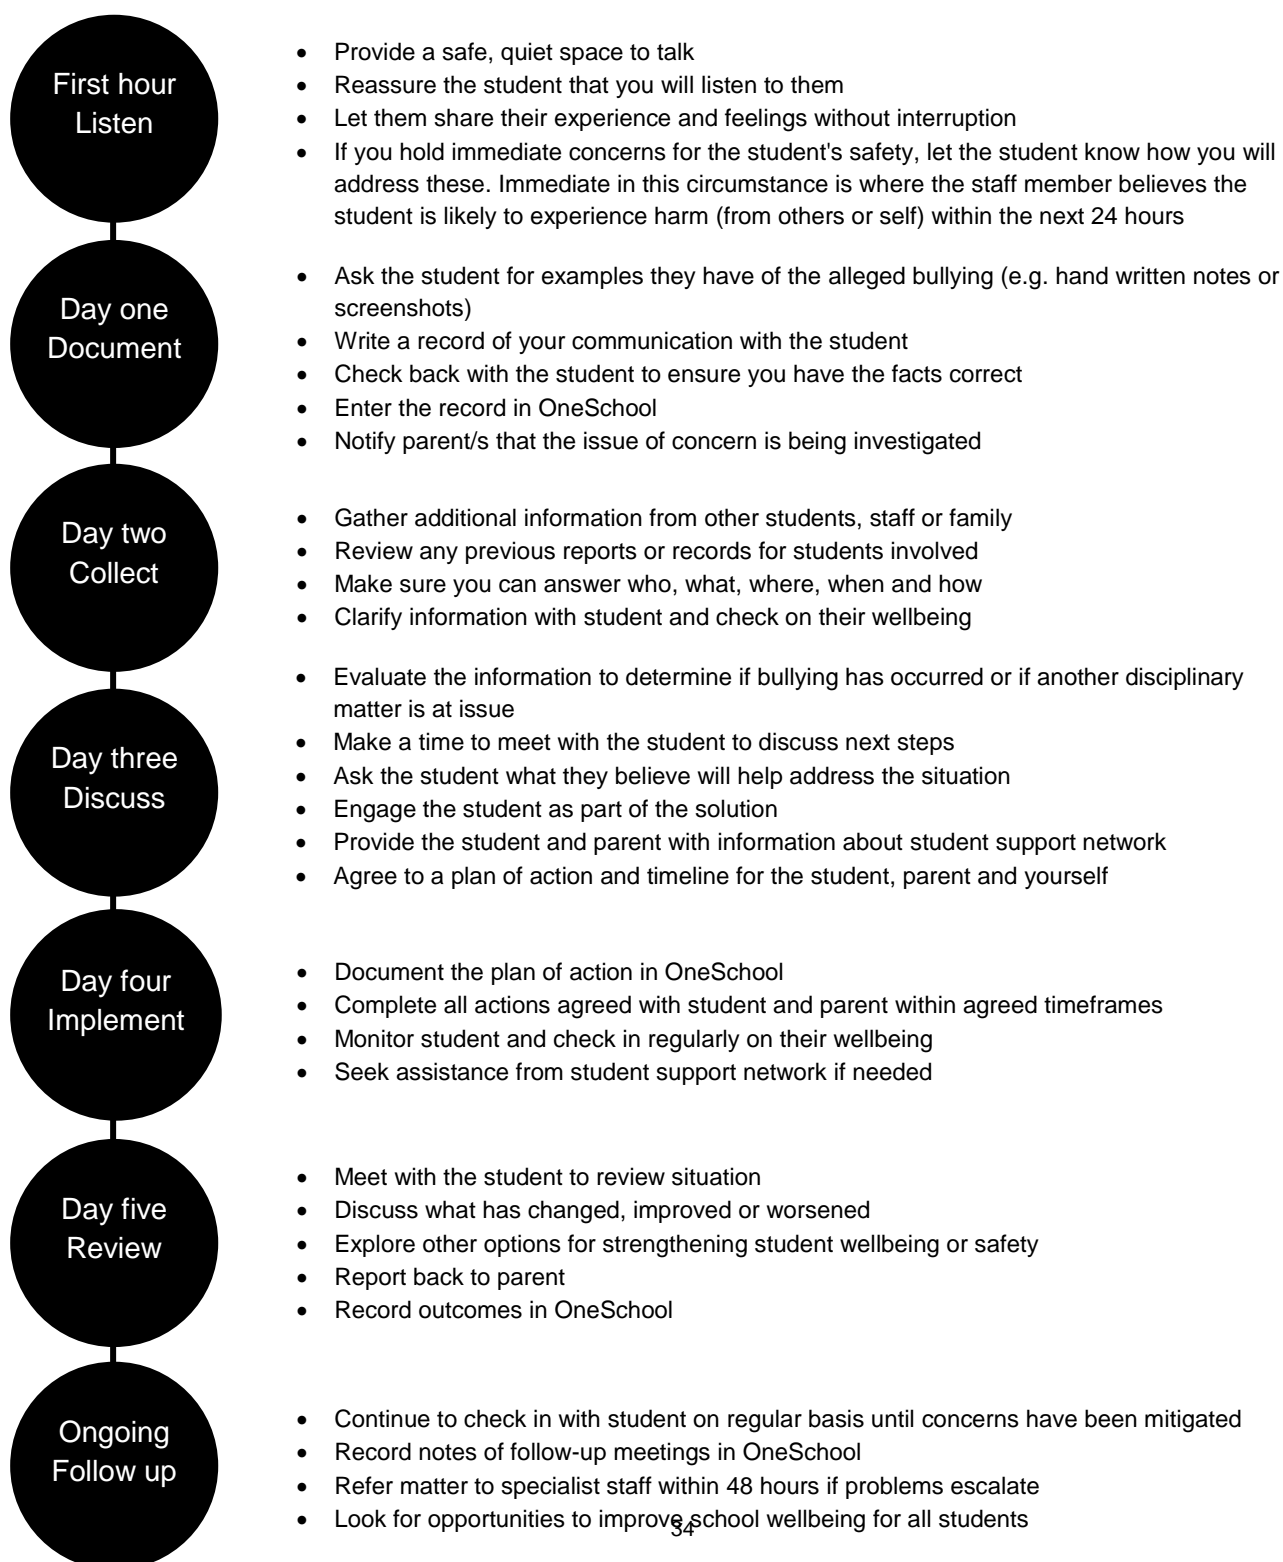 First hour
Listen
• Provide a safe, quiet space to talk
• Reassure the student that you will listen to them
• Let them share their experience and feelings without interruption
• If you hold immediate concerns for the student's safety, let the student know how you will
address these. Immediate in this circumstance is where the staff member believes the
student is likely to experience harm (from others or self) within the next 24 hours
Day one
Document
• Ask the student for examples they have of the alleged bullying (e.g. hand written notes or
screenshots)
• Write a record of your communication with the student
• Check back with the student to ensure you have the facts correct
• Enter the record in OneSchool
• Notify parent/s that the issue of concern is being investigated
Day two
Collect
• Gather additional information from other students, staff or family
• Review any previous reports or records for students involved
• Make sure you can answer who, what, where, when and how
• Clarify information with student and check on their wellbeing
Day three
Discuss
• Evaluate the information to determine if bullying has occurred or if another disciplinary
matter is at issue
• Make a time to meet with the student to discuss next steps
• Ask the student what they believe will help address the situation
• Engage the student as part of the solution
• Provide the student and parent with information about student support network
• Agree to a plan of action and timeline for the student, parent and yourself
Day four
Implement
• Document the plan of action in OneSchool
• Complete all actions agreed with student and parent within agreed timeframes
• Monitor student and check in regularly on their wellbeing
• Seek assistance from student support network if needed
Day five
Review
• Meet with the student to review situation
• Discuss what has changed, improved or worsened
• Explore other options for strengthening student wellbeing or safety
• Report back to parent
• Record outcomes in OneSchool
Ongoing
Follow up
• Continue to check in with student on regular basis until concerns have been mitigated
• Record notes of follow-up meetings in OneSchool
• Refer matter to specialist staff within 48 hours if problems escalate
• Look for opportunities to improve school wellbeing for all students
34